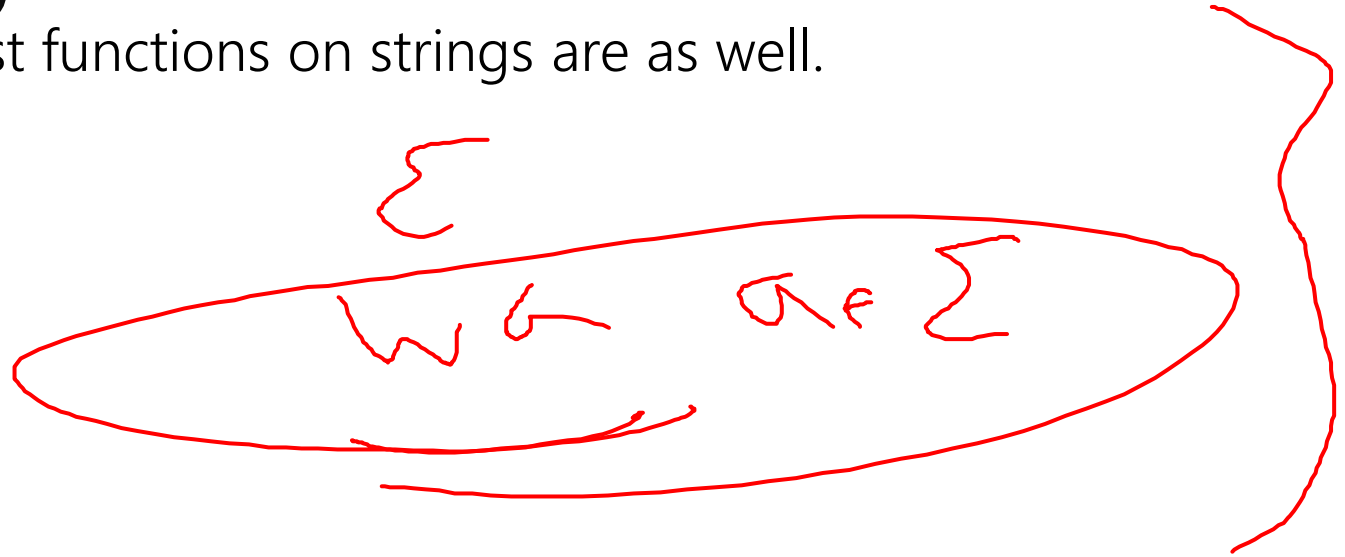 st functions on strings are as well.
ε
wa a∈Σ